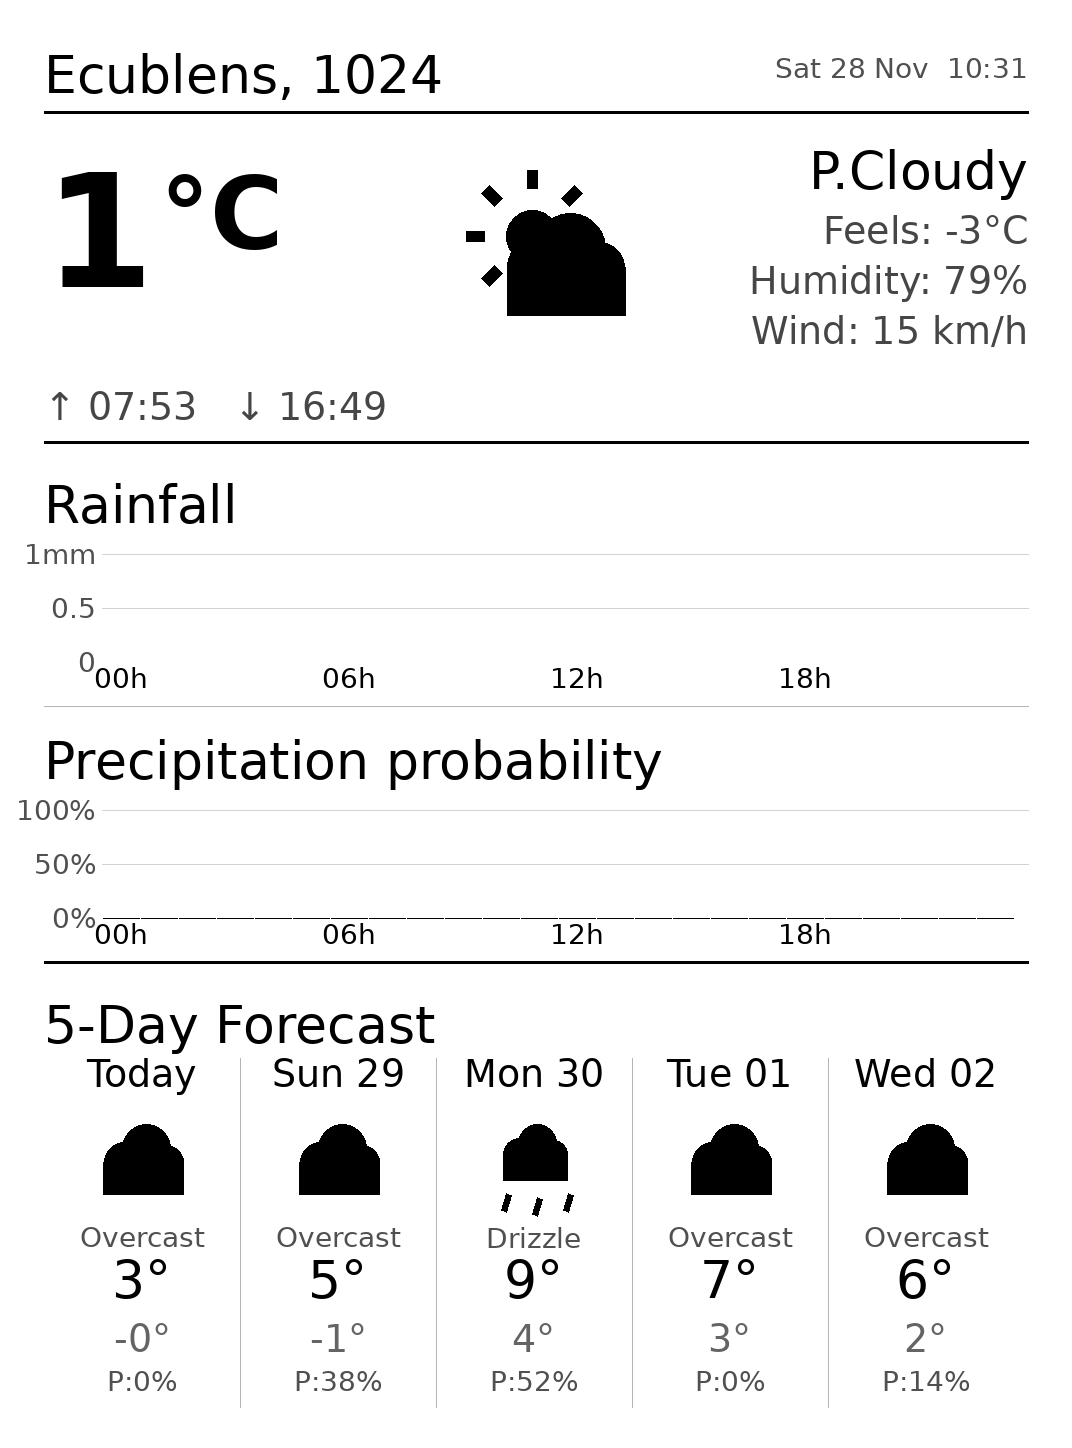 Ecublens, 1024
Sat 28 Nov  10:31
1 °C
P.Cloudy
Feels: -3°C
Humidity: 79%
Wind: 15 km/h
↑ 07:53   ↓ 16:49
Rainfall
1mm
0.5
0
00h 06h 12h 18h
Precipitation probability
100%
50%
0%
00h 06h 12h 18h
5-Day Forecast
Today Sun 29 Mon 30 Tue 01 Wed 02
Overcast Overcast Drizzle Overcast Overcast
3° 5° 9° 7° 6°
-0° -1° 4° 3° 2°
P:0% P:38% P:52% P:0% P:14%